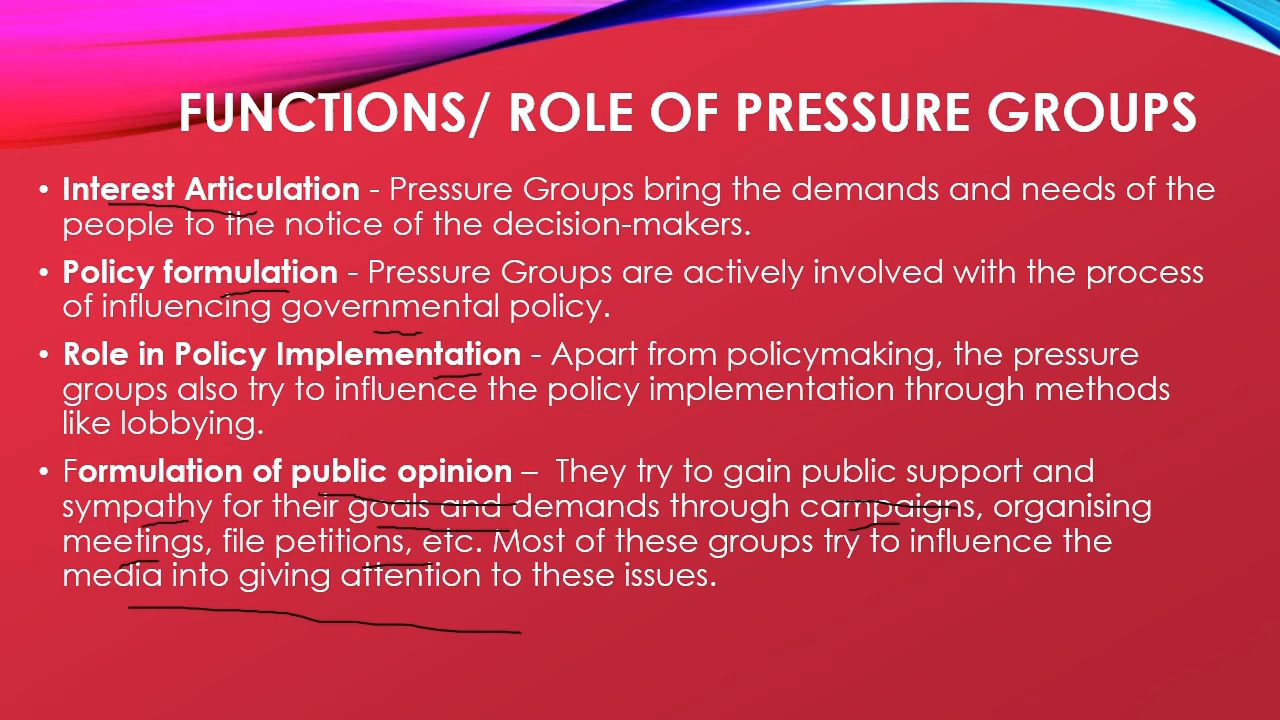 FUNCTIONS/ ROLE OF PRESSURE GROUPS
• Interest Articulation - Pressure Groups bring the demands and needs of the
people to the notice of the decision-makers.
• Policy formulation - Pressure Groups are actively involved with the process
of influencing governmental policy.
• Role in Policy Implementation - Apart from policymaking, the pressure
groups also try to influence the policy implementation through methods
like lobbying.
• Formulation of public opinion – They try to gain public support and
sympathy for their goals and demands through campaigns, organising
meetings, file petitions, etc. Most of these groups try to influence the
media into giving attention to these issues.